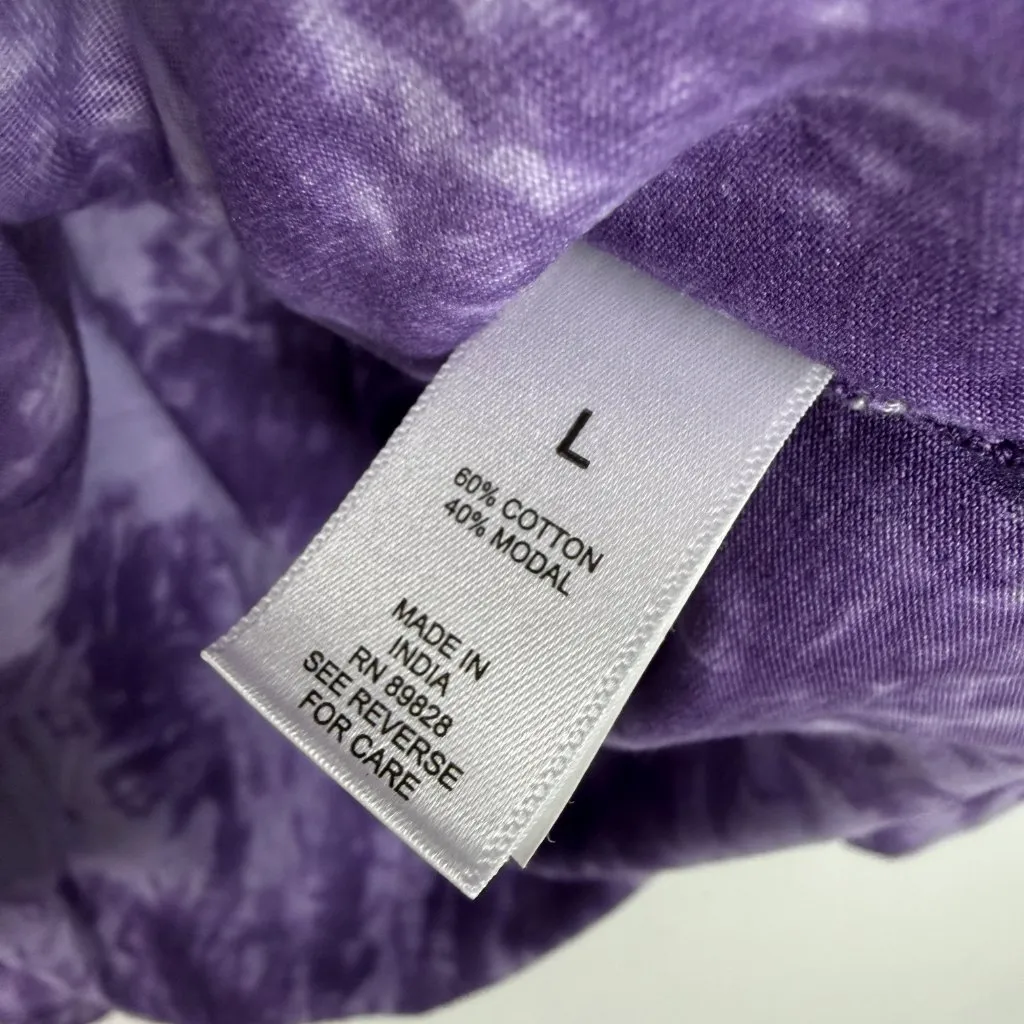 L
60% COTTON
40% MODAL
MADE IN
INDIA
RN 89828
SEE REVERSE
FOR CARE